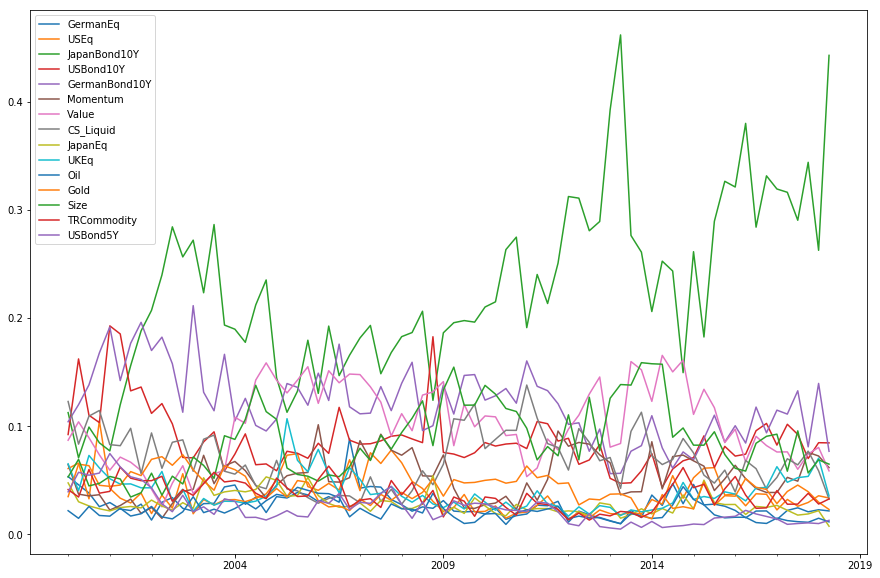 GermanEq
USEq
JapanBond10Y
USBond10Y
GermanBond10Y
Momentum
Value
CS_Liquid
JapanEq
UKEq
Oil
Gold
Size
TRCommodity
USBond5Y
0.4
0.3
0.2
0.1
0.0
2004 2009 2014 2019